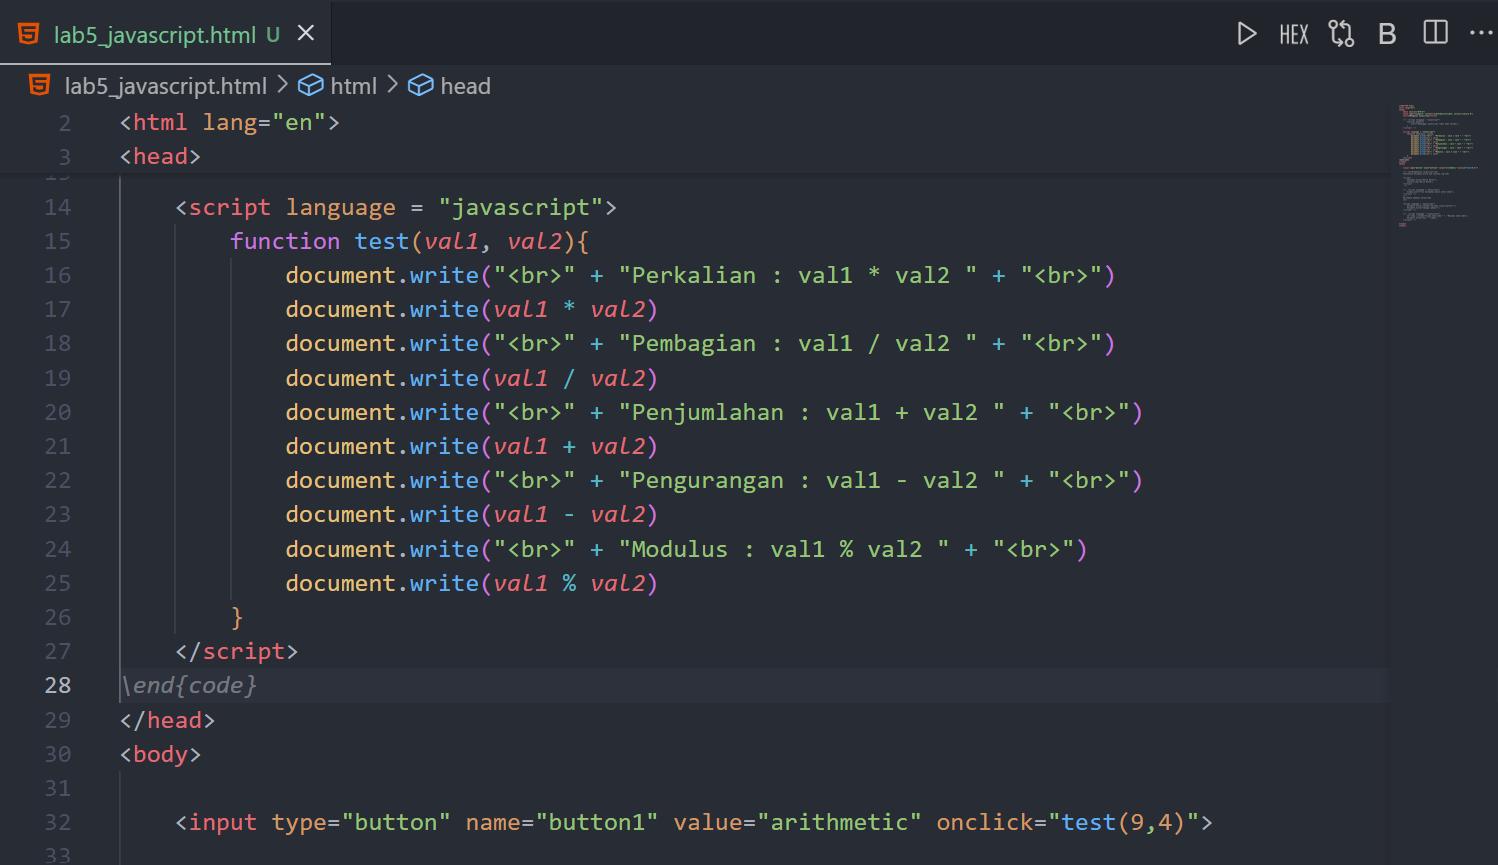 lab5_javascript.html U
HEX B
lab5_javascript.html > html > head
2 <html lang="en">
3 <head>
14 <script language = "javascript">
15 function test(val1, val2){
16 document.write("<br>" + "Perkalian : val1 * val2 " + "<br>")
17 document.write(val1 * val2)
18 document.write("<br>" + "Pembagian : val1 / val2 " + "<br>")
19 document.write(val1 / val2)
20 document.write("<br>" + "Penjumlahan : val1 + val2 " + "<br>")
21 document.write(val1 + val2)
22 document.write("<br>" + "Pengurangan : val1 - val2 " + "<br>")
23 document.write(val1 - val2)
24 document.write("<br>" + "Modulus : val1 % val2 " + "<br>")
25 document.write(val1 % val2)
26 }
27 </script>
28 \end{code}
29 </head>
30 <body>
31
32 <input type="button" name="button1" value="arithmetic" onclick="test(9,4)">
33